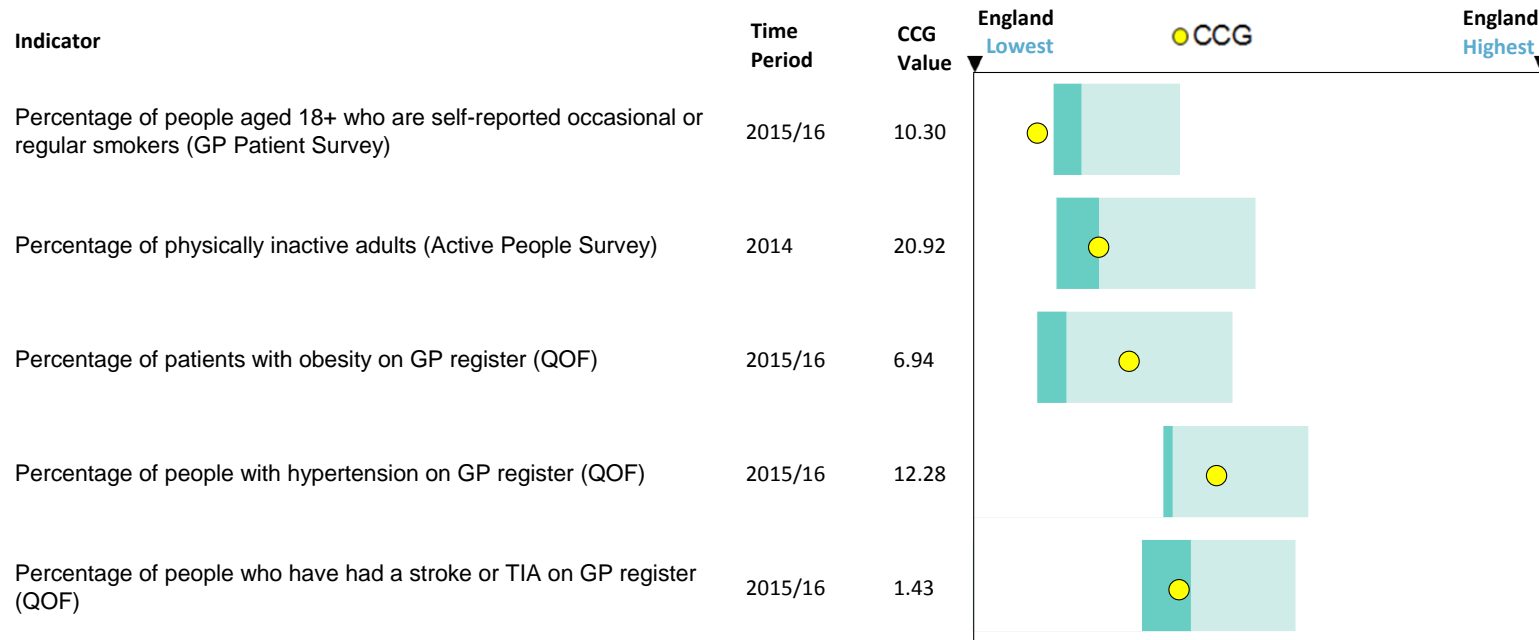 Indicator
Time
Period
CCG
Value
England
Lowest
CCG
England
Highest
Percentage of people aged 18+ who are self-reported occasional or
regular smokers (GP Patient Survey)
2015/16
10.30
Percentage of physically inactive adults (Active People Survey)
2014
20.92
Percentage of patients with obesity on GP register (QOF)
2015/16
6.94
Percentage of people with hypertension on GP register (QOF)
2015/16
12.28
Percentage of people who have had a stroke or TIA on GP register
(QOF)
2015/16
1.43